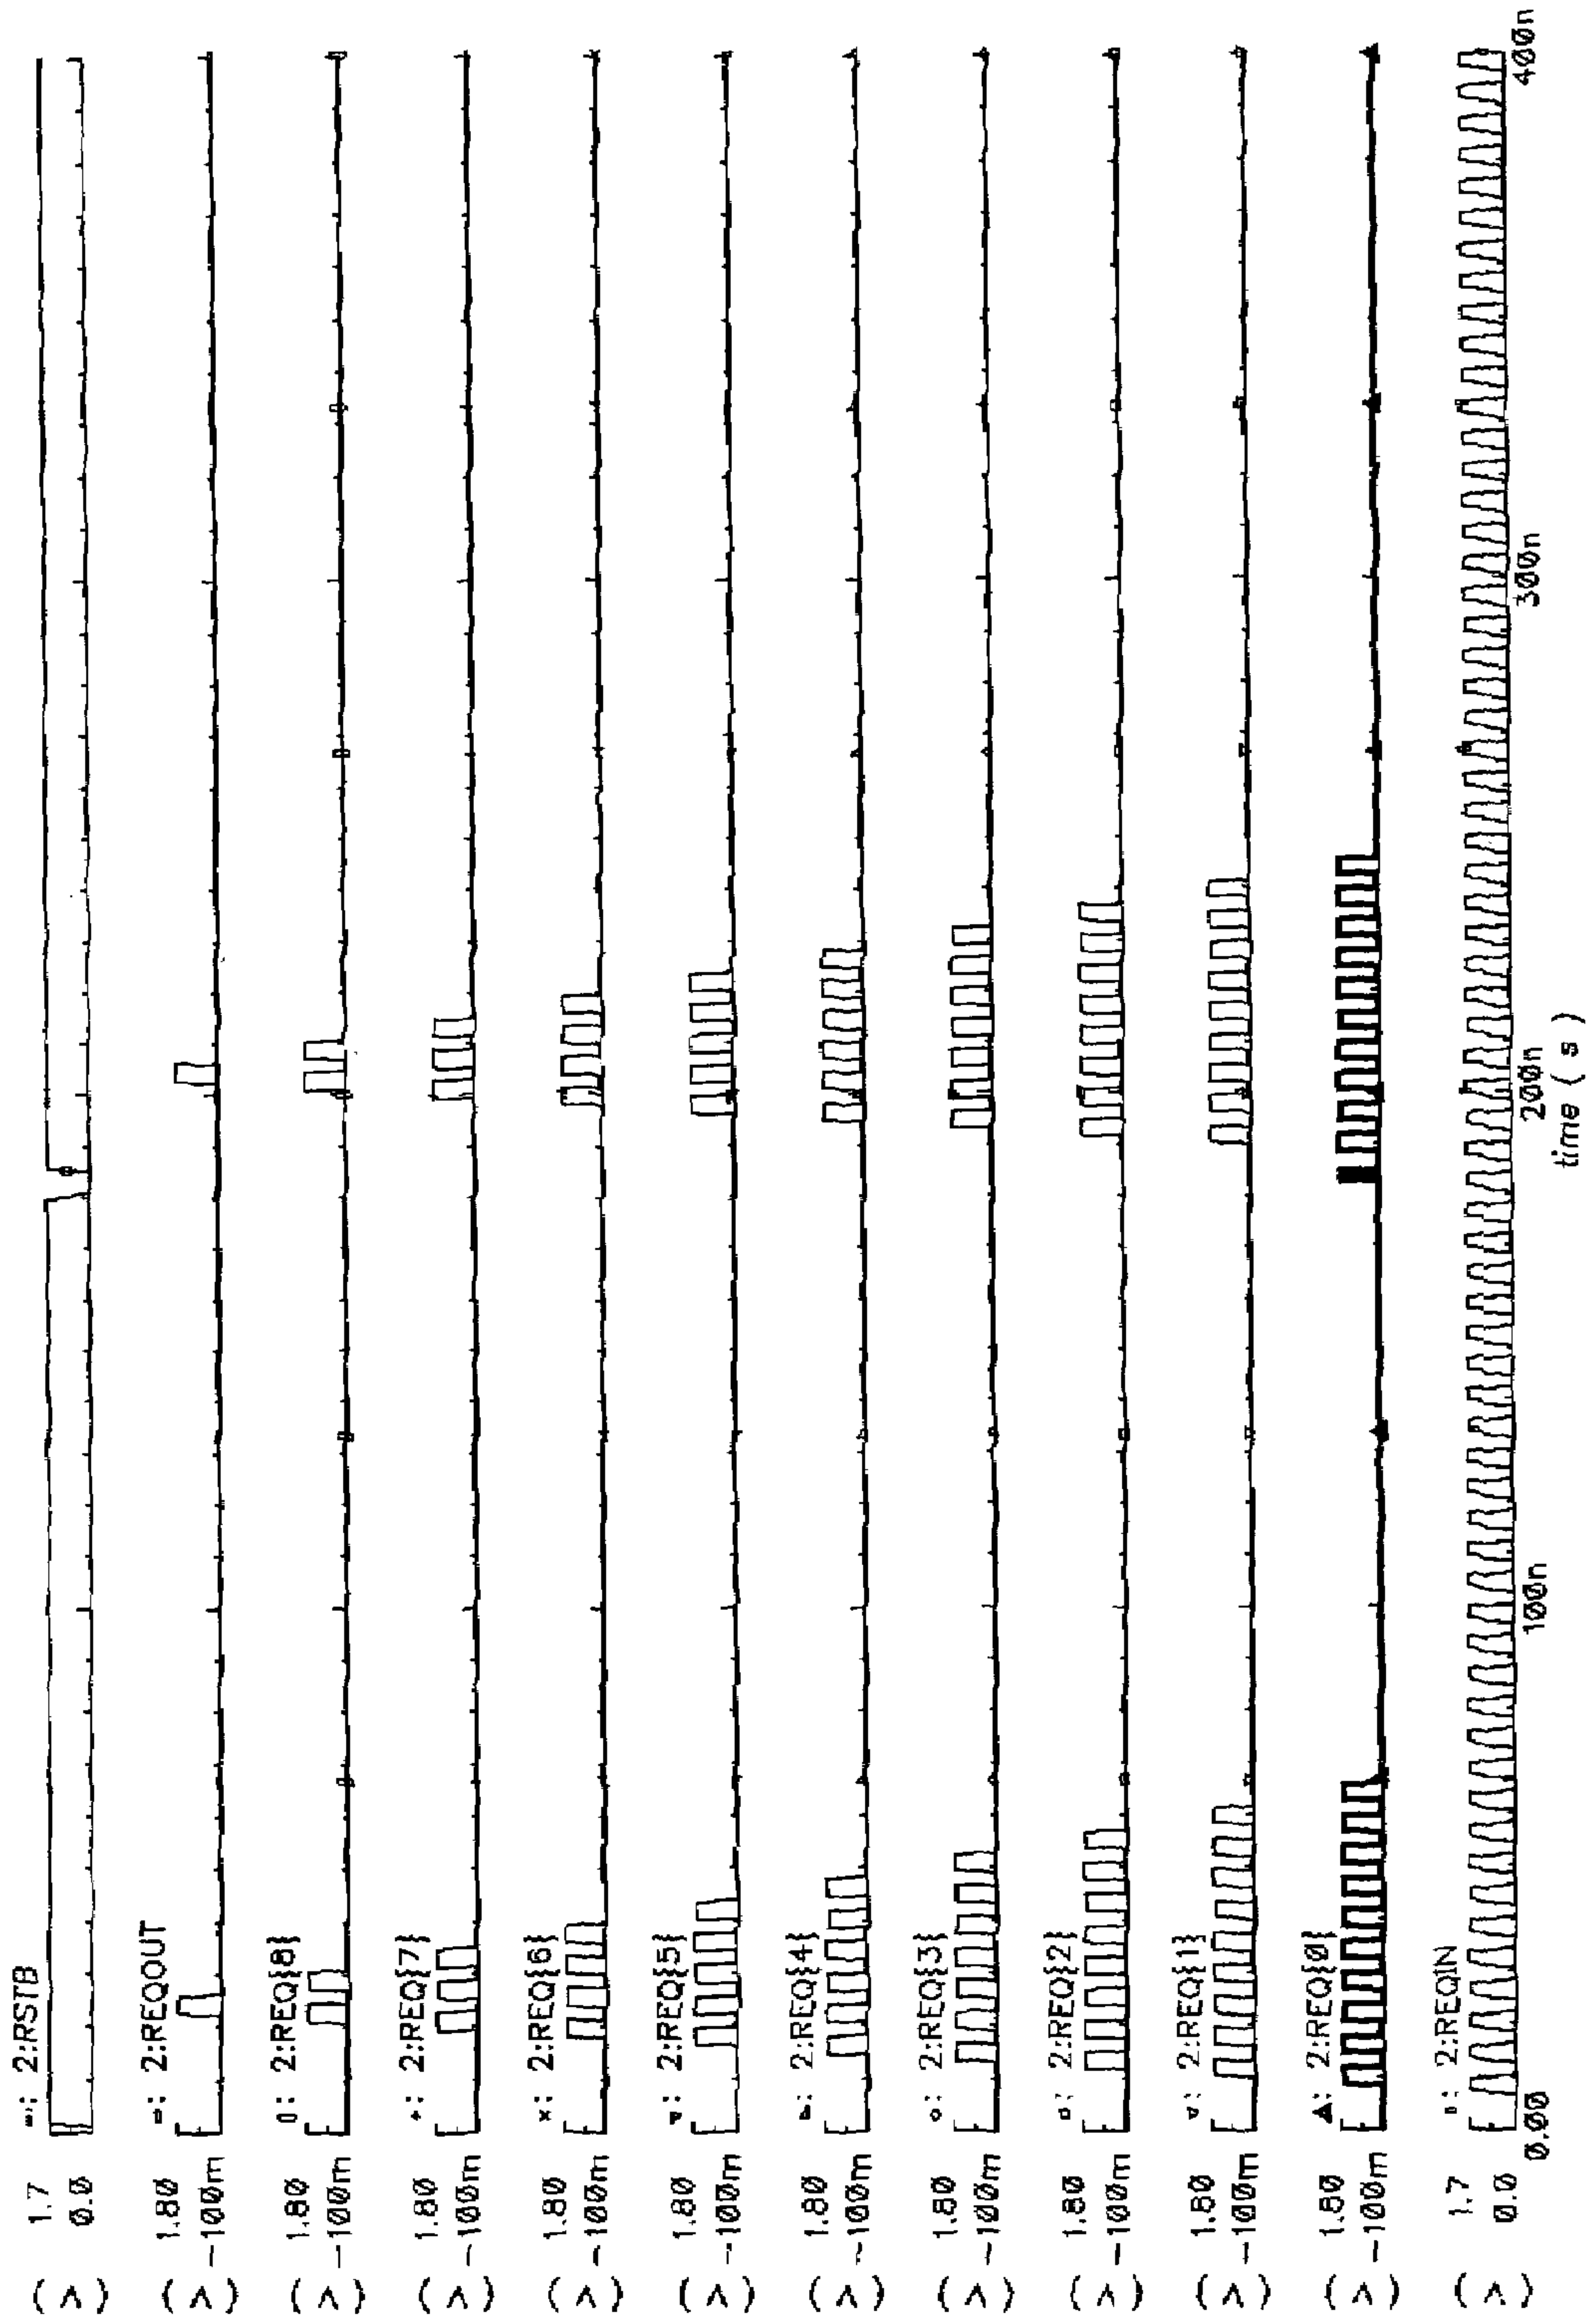 2:RSTB
(V)
1.7
0.0
2:REQOUT
(V)
1.80
-100m
2:REQ{8}
(V)
1.80
-100m
2:REQ{7}
(V)
1.80
-100m
2:REQ{6}
(V)
1.80
-100m
2:REQ{5}
(V)
1.80
-100m
2:REQ{4}
(V)
1.80
-100m
2:REQ{3}
(V)
1.80
-100m
2:REQ{2}
(V)
1.80
-100m
2:REQ{1}
(V)
1.80
-100m
▲: 2:REQ{0}
(V)
1.80
-100m
2:REQIN
(V)
1.7
0.0
0.00 100n 200n 300n 400n
time ( s )